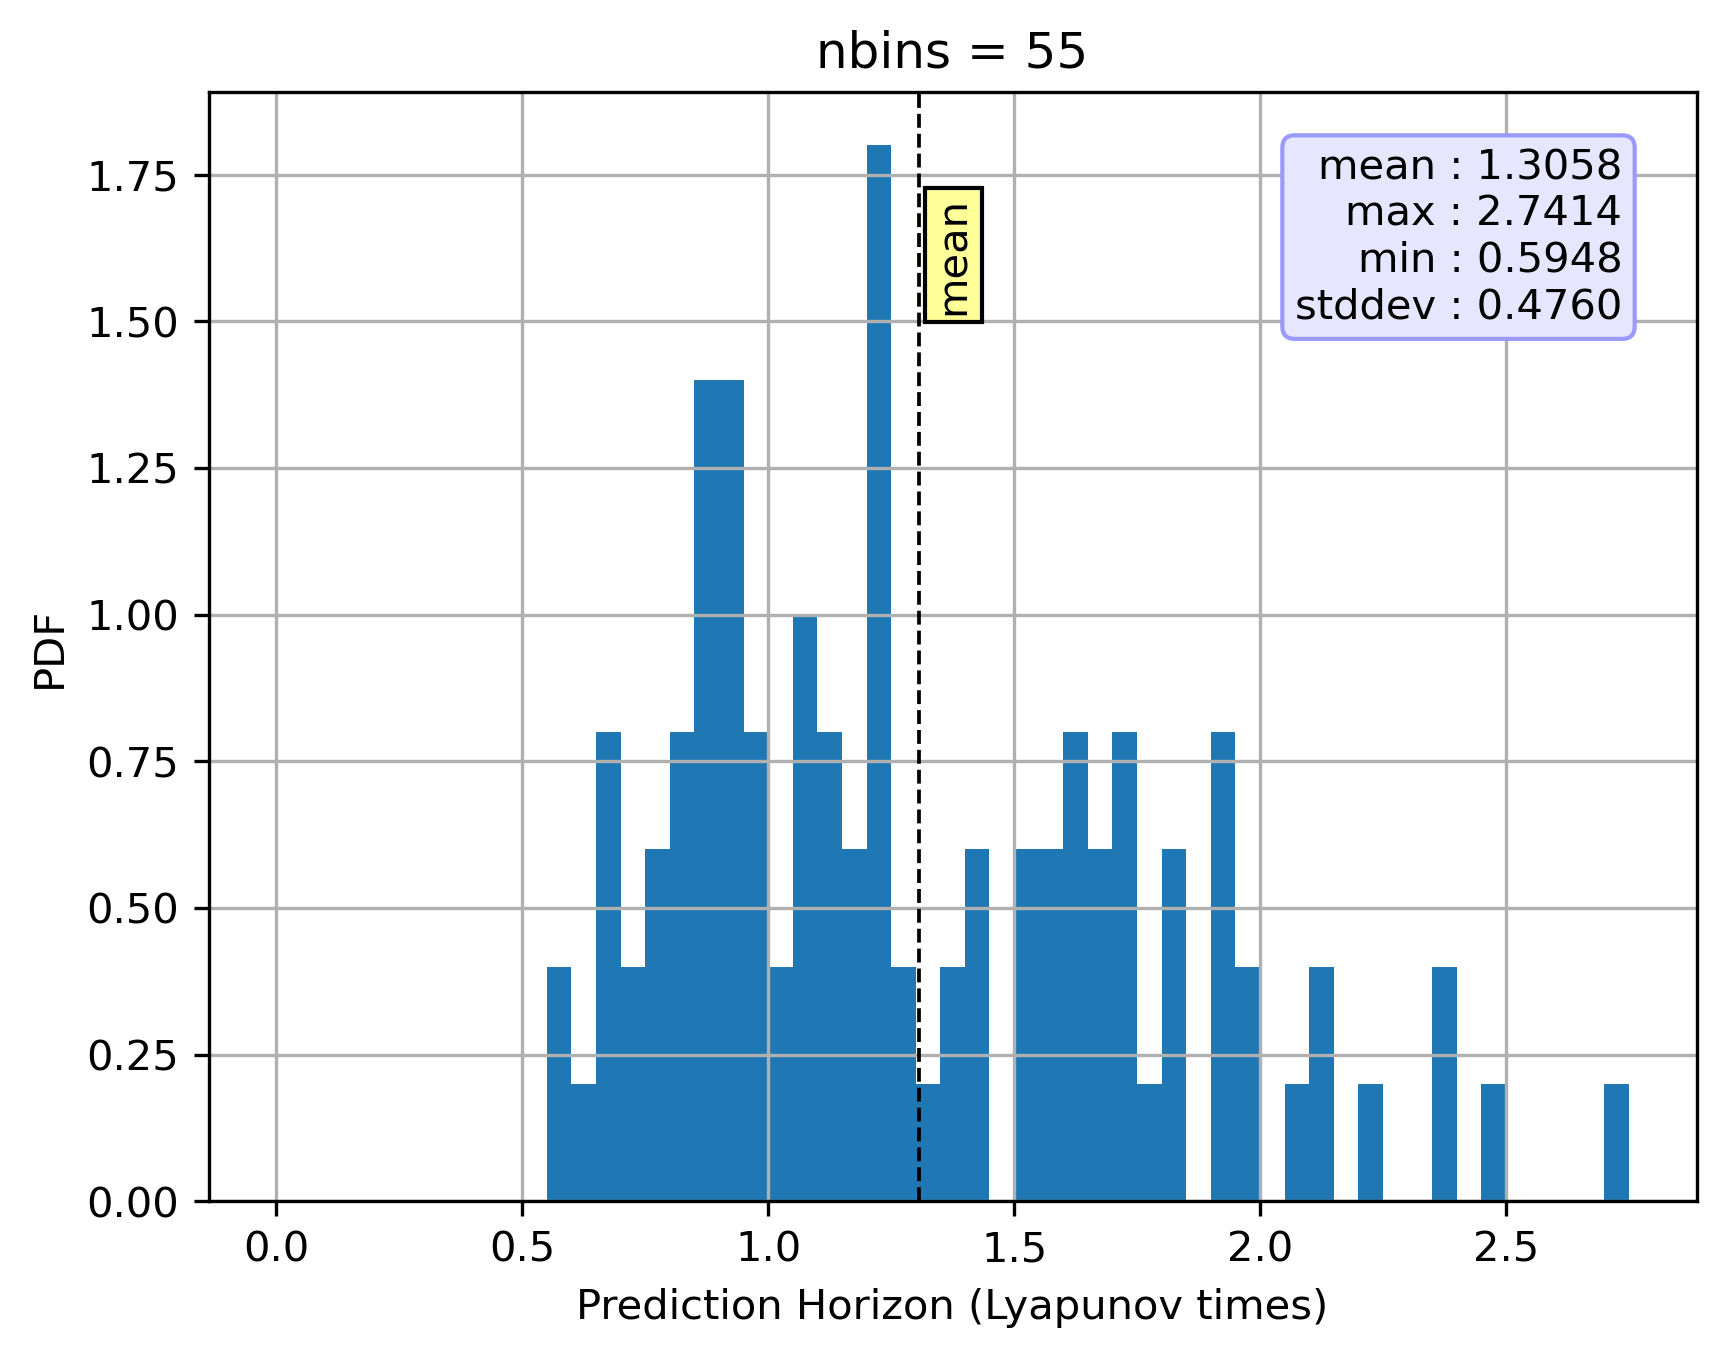 nbins = 55
mean : 1.3058
max : 2.7414
min : 0.5948
stddev : 0.4760
mean
PDF
1.75
1.50
1.25
1.00
0.75
0.50
0.25
0.00
0.0 0.5 1.0 1.5 2.0 2.5
Prediction Horizon (Lyapunov times)